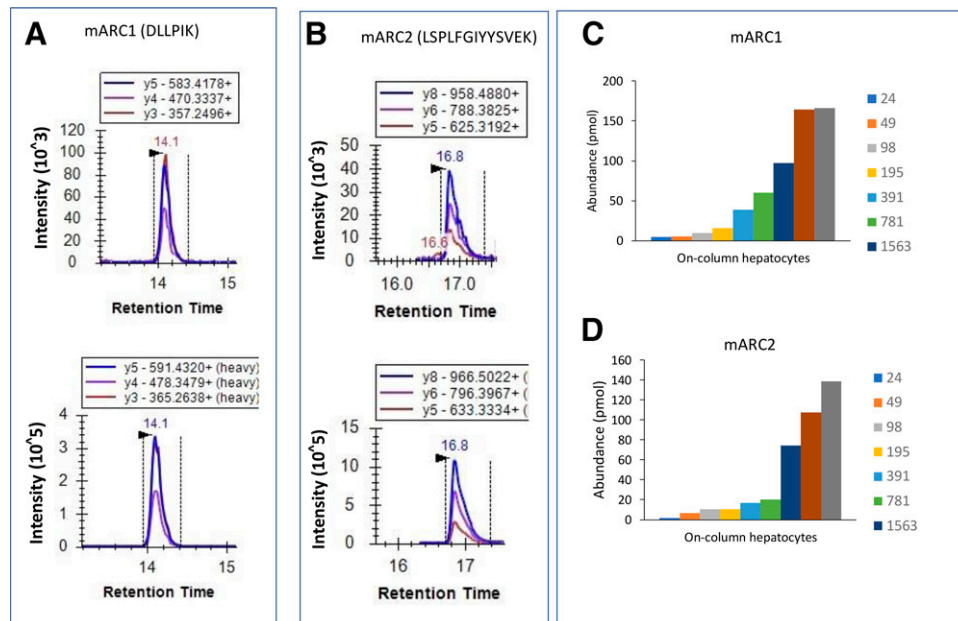 A
mARC1 (DLLPIK)
y5 - 583.4178+
y4 - 470.3337+
y3 - 357.2496+
14.1
120
100
80
60
40
20
0
Intensity (10^3)
14
15
Retention Time
y5 - 591.4320+ (heavy)
y4 - 478.3479+ (heavy)
y3 - 365.2638+ (heavy)
14.1
4
3
2
1
0
Intensity (10^5)
14
15
Retention Time
B
mARC2 (LSPLFGIYYSVEK)
y8 - 958.4880+
y6 - 788.3825+
y5 - 625.3192+
16.8
16.6
50
40
30
20
10
0
Intensity (10^3)
16.0
17.0
Retention Time
y8 - 966.5022+ (
y6 - 796.3967+ (
y5 - 633.3334+ (
16.8
15
10
5
0
Intensity (10^5)
16
17
Retention Time
C
mARC1
200
150
100
50
0
Abundance (pmol)
On-column hepatocytes
24
49
98
195
391
781
1563
D
mARC2
160
140
120
100
80
60
40
20
0
Abundance (pmol)
On-column hepatocytes
24
49
98
195
391
781
1563